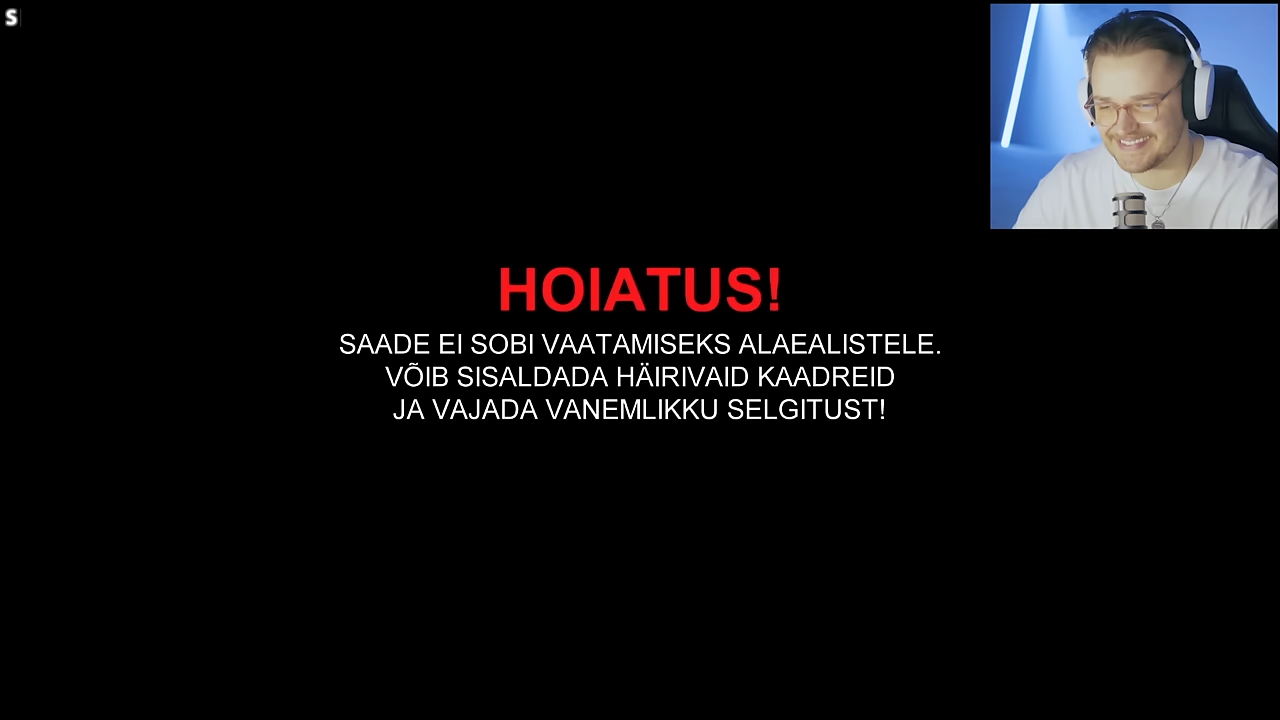 S
HOIATUS!
SAADE EI SOBI VAATAMISEKS ALAEALISTELE.
VÕIB SISALDADA HÄIRIVAID KAADREID
JA VAJADA VANEMLIKKU SELGITUST!